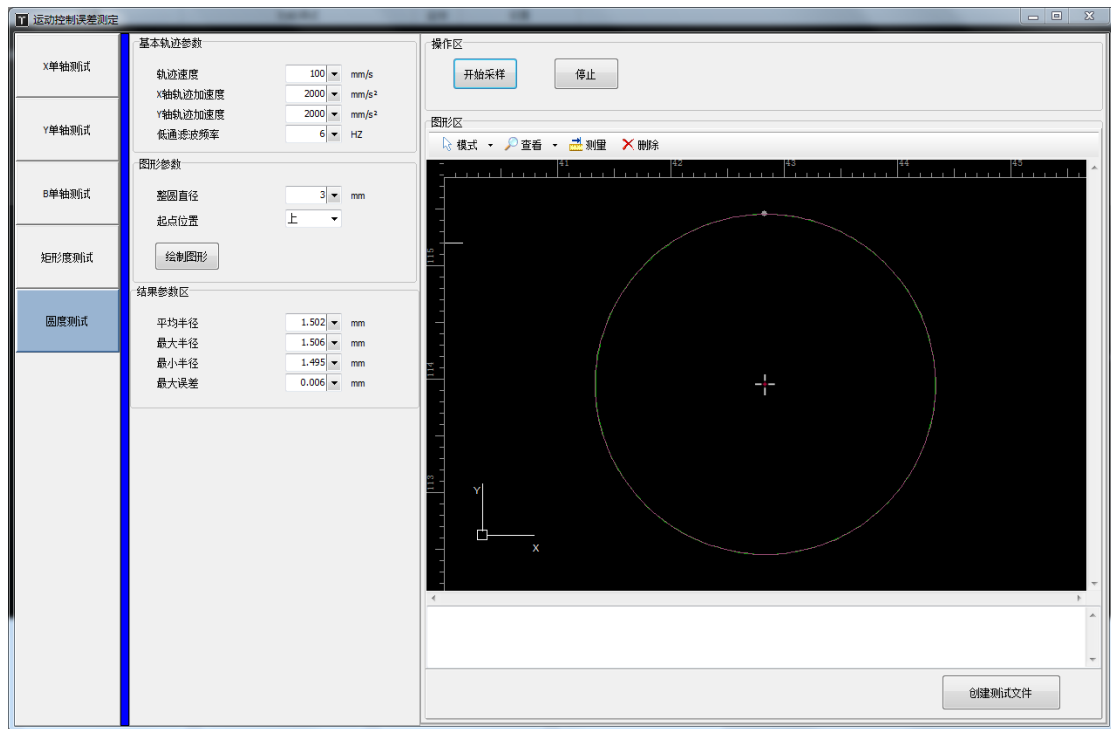 运动控制误差测定
X单轴测试
Y单轴测试
B单轴测试
矩形度测试
圆度测试
基本轨迹参数
轨迹速度 100 mm/s
X轴轨迹加速度 2000 mm/s²
Y轴轨迹加速度 2000 mm/s²
低通滤波频率 6 HZ
图形参数
整圆直径 3 mm
起点位置 上
绘制图形
结果参数区
平均半径 1.502 mm
最大半径 1.506 mm
最小半径 1.495 mm
最大误差 0.006 mm
操作区
开始采样 停止
图形区
模式 查看 测量 删除
41 42 43 44 45
115
114
113
Y
X
创建测试文件